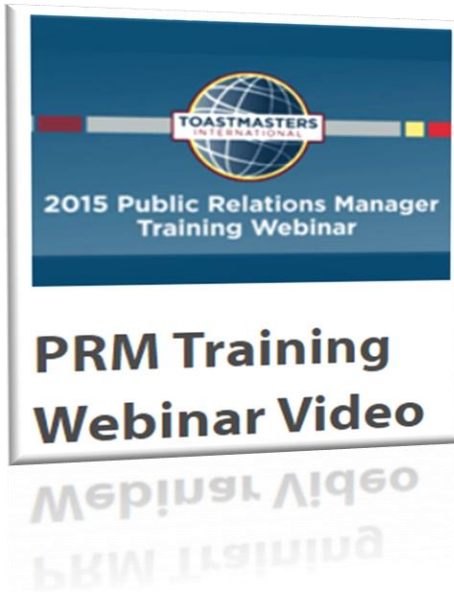 TOASTMASTERS
INTERNATIONAL
2015 Public Relations Manager
Training Webinar
PRM Training
Webinar Video